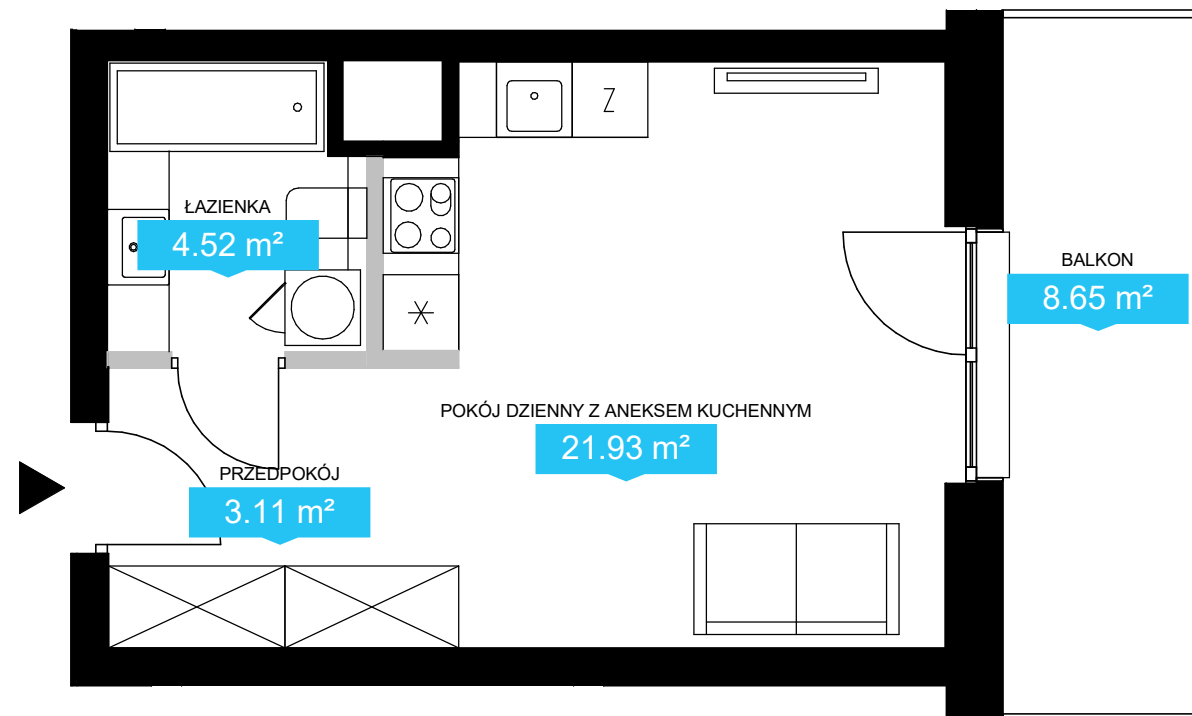 ŁAZIENKA
4.52 m²
Z
BALKON
8.65 m²
POKÓJ DZIENNY Z ANEKSEM KUCHENNYM
21.93 m²
PRZEDPOKÓJ
3.11 m²